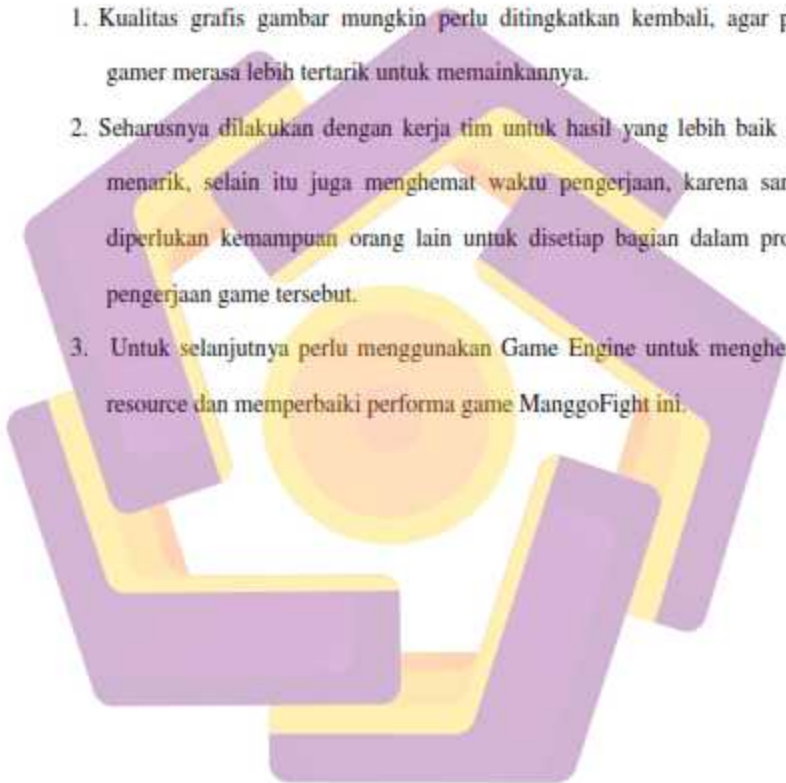 1. Kualitas grafis gambar mungkin perlu ditingkatkan kembali, agar p
gamer merasa lebih tertarik untuk memainkannya.
2. Seharusnya dilakukan dengan kerja tim untuk hasil yang lebih baik
menarik, selain itu juga menghemat waktu pengerjaan, karena san
diperlukan kemampuan orang lain untuk disetiap bagian dalam pro
pengerjaan game tersebut.
3. Untuk selanjutnya perlu menggunakan Game Engine untuk menghe
resource dan memperbaiki performa game ManggoFight ini.